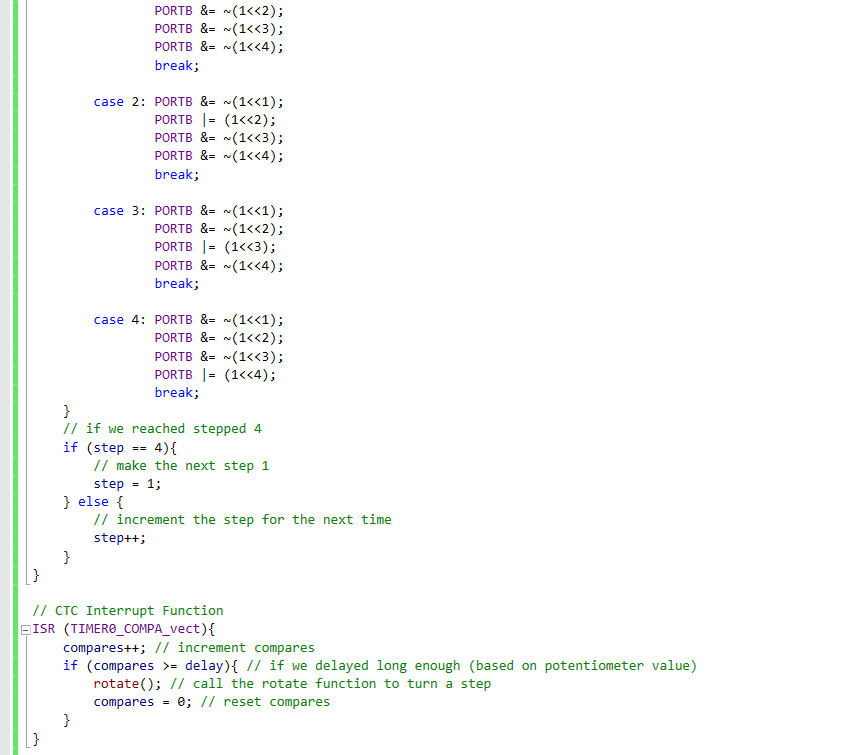 PORTB &= ~(1<<2);
PORTB &= ~(1<<3);
PORTB &= ~(1<<4);
break;
case 2: PORTB &= ~(1<<1);
PORTB |= (1<<2);
PORTB &= ~(1<<3);
PORTB &= ~(1<<4);
break;
case 3: PORTB &= ~(1<<1);
PORTB &= ~(1<<2);
PORTB |= (1<<3);
PORTB &= ~(1<<4);
break;
case 4: PORTB &= ~(1<<1);
PORTB &= ~(1<<2);
PORTB &= ~(1<<3);
PORTB |= (1<<4);
break;
}
// if we reached stepped 4
if (step == 4){
// make the next step 1
step = 1;
} else {
// increment the step for the next time
step++;
}
}
// CTC Interrupt Function
ISR (TIMER0_COMPA_vect){
compares++; // increment compares
if (compares >= delay){ // if we delayed long enough (based on potentiometer value)
rotate(); // call the rotate function to turn a step
compares = 0; // reset compares
}
}